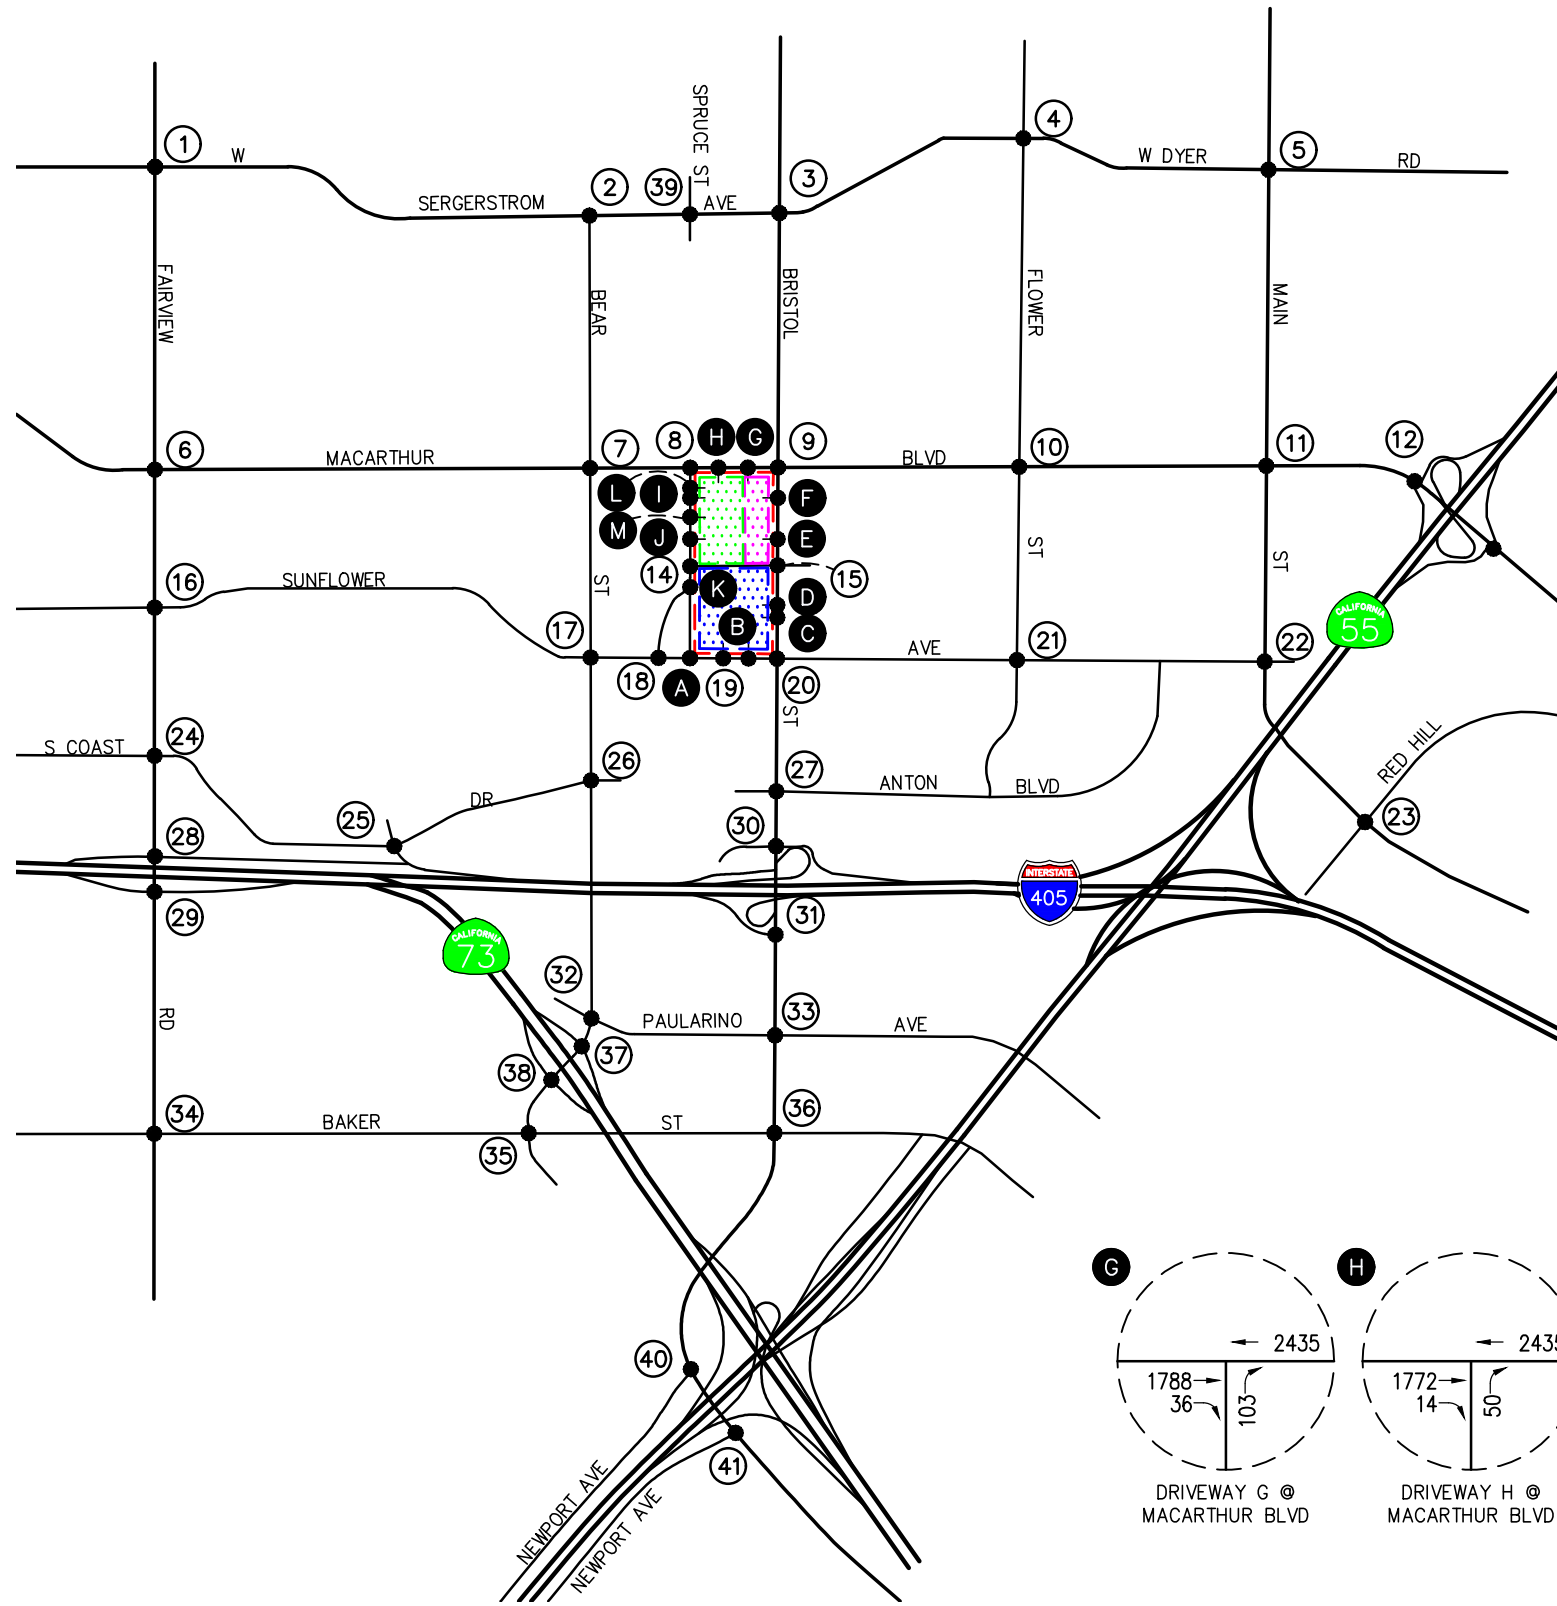 SPRUCE ST
1
W
2
39
AVE
3
4
W DYER
5
RD
SERGERSTROM
FAIRVIEW
BEAR
BRISTOL
FLOWER
MAIN
6
MACARTHUR
7
8
H
G
9
BLVD
10
11
12
L
I
F
M
J
E
ST
ST
14
15
16
SUNFLOWER
ST
K
D
B
C
CALIFORNIA
55
17
AVE
21
22
18
A
19
20
ST
24
S COAST
26
27
ANTON
BLVD
RED HILL
DR
25
28
30
23
INTERSTATE
405
29
31
CALIFORNIA
73
32
RD
PAULARINO
33
AVE
37
38
34
BAKER
ST
36
35
40
41
NEWPORT AVE
NEWPORT AVE
G
2435
1788
36
103
DRIVEWAY G @
MACARTHUR BLVD
H
2435
1772
14
50
DRIVEWAY H @
MACARTHUR BLVD